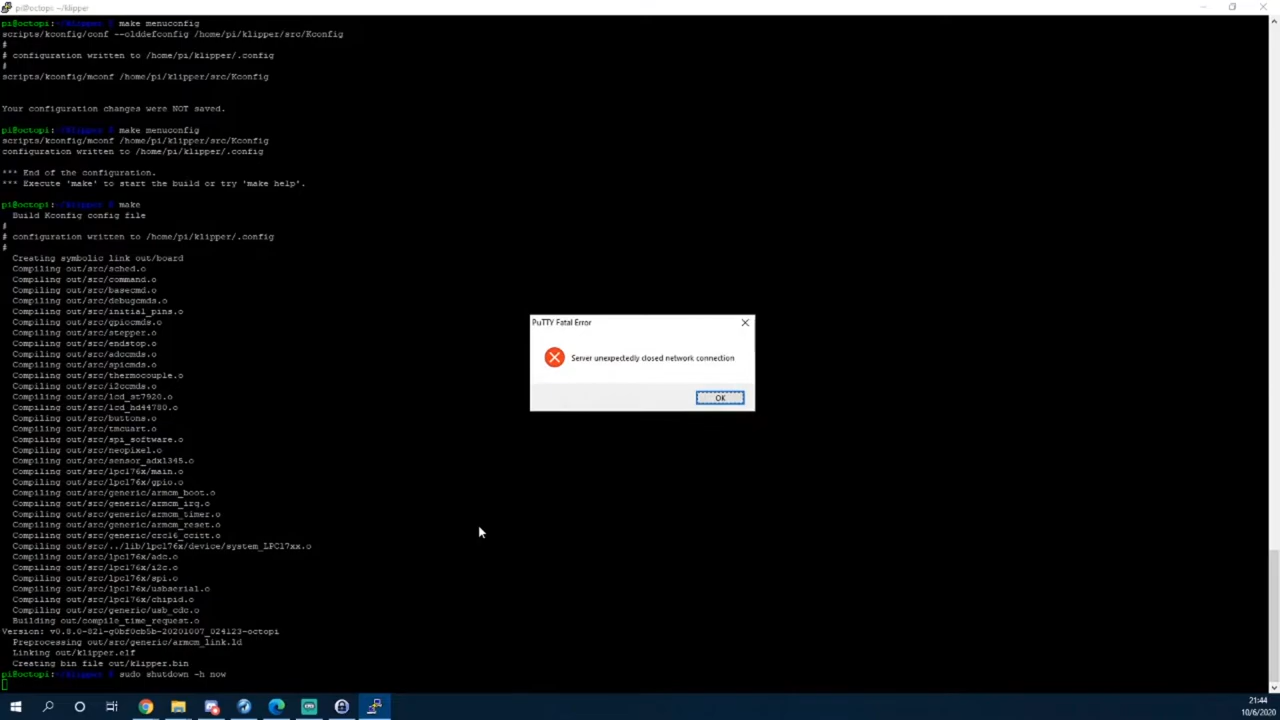 pi@octopi: ~/klipper
pi@octopi:~/klipper $ make menuconfig
scripts/kconfig/conf --olddefconfig /home/pi/klipper/src/Kconfig
#
# configuration written to /home/pi/klipper/.config
#
scripts/kconfig/mconf /home/pi/klipper/src/Kconfig
Your configuration changes were NOT saved.
pi@octopi:~/klipper $ make menuconfig
scripts/kconfig/mconf /home/pi/klipper/src/Kconfig
configuration written to /home/pi/klipper/.config
*** End of the configuration.
*** Execute 'make' to start the build or try 'make help'.
pi@octopi:~/klipper $ make
Build Kconfig config file
#
# configuration written to /home/pi/klipper/.config
#
Creating symbolic link out/board
Compiling out/src/sched.o
Compiling out/src/command.o
Compiling out/src/basecmd.o
Compiling out/src/debugcmds.o
Compiling out/src/initial_pins.o
Compiling out/src/gpiocmds.o
Compiling out/src/stepper.o
Compiling out/src/endstop.o
Compiling out/src/adccmds.o
Compiling out/src/spicmds.o
Compiling out/src/thermocouple.o
Compiling out/src/i2ccmds.o
Compiling out/src/lcd_st7920.o
Compiling out/src/lcd_hd44780.o
Compiling out/src/buttons.o
Compiling out/src/tmcuart.o
Compiling out/src/spi_software.o
Compiling out/src/neopixel.o
Compiling out/src/sensor_adxl345.o
Compiling out/src/lpc176x/main.o
Compiling out/src/lpc176x/gpio.o
Compiling out/src/generic/armcm_boot.o
Compiling out/src/generic/armcm_irq.o
Compiling out/src/generic/armcm_timer.o
Compiling out/src/generic/armcm_reset.o
Compiling out/src/generic/crc16_ccitt.o
Compiling out/src/../lib/lpc176x/device/system_LPC17xx.o
Compiling out/src/lpc176x/adc.o
Compiling out/src/lpc176x/i2c.o
Compiling out/src/lpc176x/spi.o
Compiling out/src/lpc176x/usbserial.o
Compiling out/src/lpc176x/chipid.o
Compiling out/src/generic/usb_cdc.o
Building out/compile_time_request.o
Version: v0.8.0-821-g0bf0cb5b-20201007_024123-octopi
Preprocessing out/src/generic/armcm_link.ld
Linking out/klipper.elf
Creating bin file out/klipper.bin
pi@octopi:~/klipper $ sudo shutdown -h now
PuTTY Fatal Error
Server unexpectedly closed network connection
OK
21:44
10/6/2020